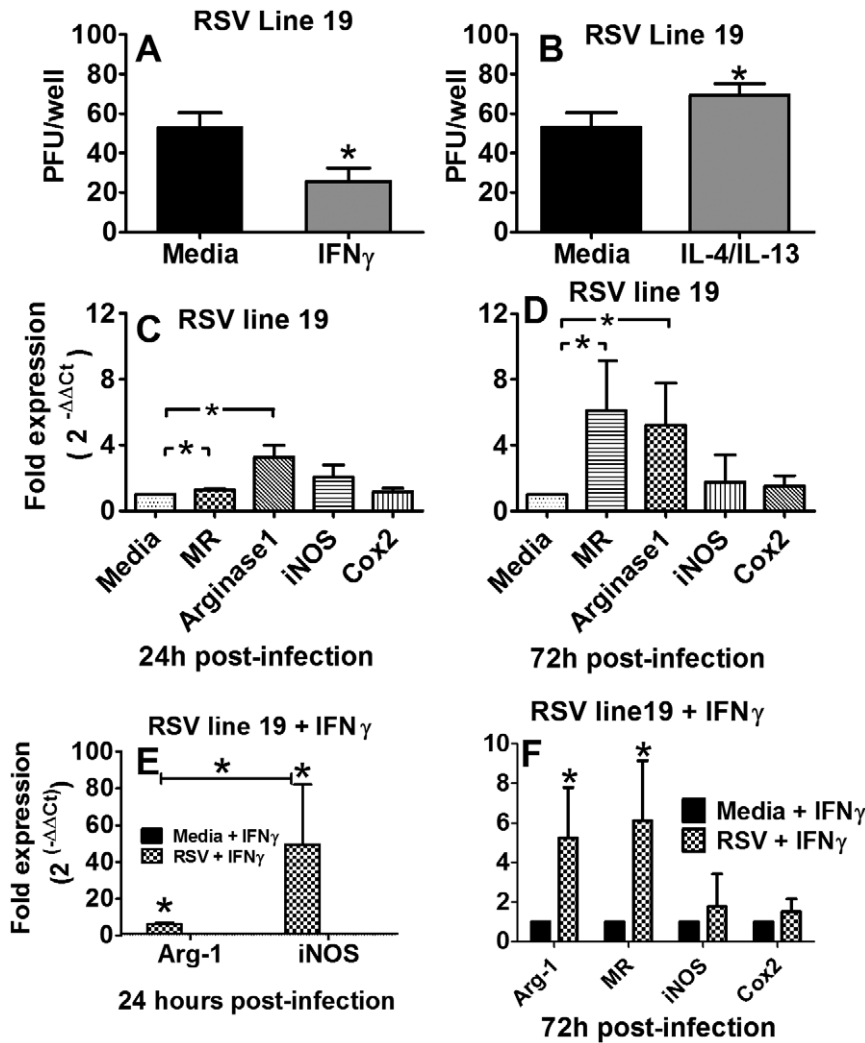 A
RSV Line 19
PFU/well
100
80
60
40
20
0
*
Media
IFNγ
B
RSV Line 19
PFU/well
100
80
60
40
20
0
*
Media
IL-4/IL-13
C
RSV line 19
Fold expression
( 2 -ΔΔCt )
12
8
4
0
*
*
Media
MR
Arginase1
iNOS
Cox2
24h post-infection
D
RSV line 19
12
8
4
0
*
*
Media
MR
Arginase1
iNOS
Cox2
72h post-infection
E
RSV line 19 + IFNγ
Fold expression
(2 (-ΔΔCt))
100
80
60
40
20
0
*
*
*
Media + IFNγ
RSV + IFNγ
Arg-1
iNOS
24 hours post-infection
F
RSV line19 + IFNγ
10
8
6
4
2
0
*
*
Media + IFNγ
RSV + IFNγ
Arg-1
MR
iNOS
Cox2
72h post-infection